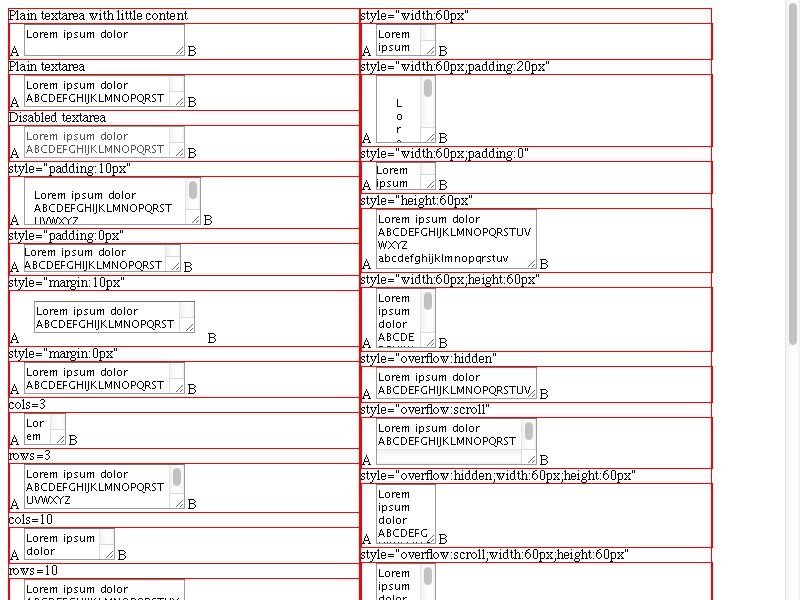 Plain textarea with little content
Lorem ipsum dolor
A B
Plain textarea
Lorem ipsum dolor
ABCDEFGHIJKLMNOPQRST
A B
Disabled textarea
Lorem ipsum dolor
ABCDEFGHIJKLMNOPQRST
A B
style="padding:10px"
Lorem ipsum dolor
ABCDEFGHIJKLMNOPQRST
UVWXYZ
A B
style="padding:0px"
Lorem ipsum dolor
ABCDEFGHIJKLMNOPQRST
A B
style="margin:10px"
Lorem ipsum dolor
ABCDEFGHIJKLMNOPQRST
A B
style="margin:0px"
Lorem ipsum dolor
ABCDEFGHIJKLMNOPQRST
A B
cols=3
Lor
em
A B
rows=3
Lorem ipsum dolor
ABCDEFGHIJKLMNOPQRST
UVWXYZ
A B
cols=10
Lorem ipsum
dolor
A B
rows=10
Lorem ipsum dolor
ABCDEFGHIJKLMNOPQRSTUV
style="width:60px"
Lorem
ipsum
A B
style="width:60px;padding:20px"
L
o
r
A B
style="width:60px;padding:0"
Lorem
ipsum
A B
style="height:60px"
Lorem ipsum dolor
ABCDEFGHIJKLMNOPQRSTUV
WXYZ
abcdefghijklmnopqrstuv
A B
style="width:60px;height:60px"
Lorem
ipsum
dolor
ABCDE
A B
style="overflow:hidden"
Lorem ipsum dolor
ABCDEFGHIJKLMNOPQRSTUV
A B
style="overflow:scroll"
Lorem ipsum dolor
ABCDEFGHIJKLMNOPQRST
A B
style="overflow:hidden;width:60px;height:60px"
Lorem
ipsum
dolor
ABCDEFG
A B
style="overflow:scroll;width:60px;height:60px"
Lorem
ipsum
dolor